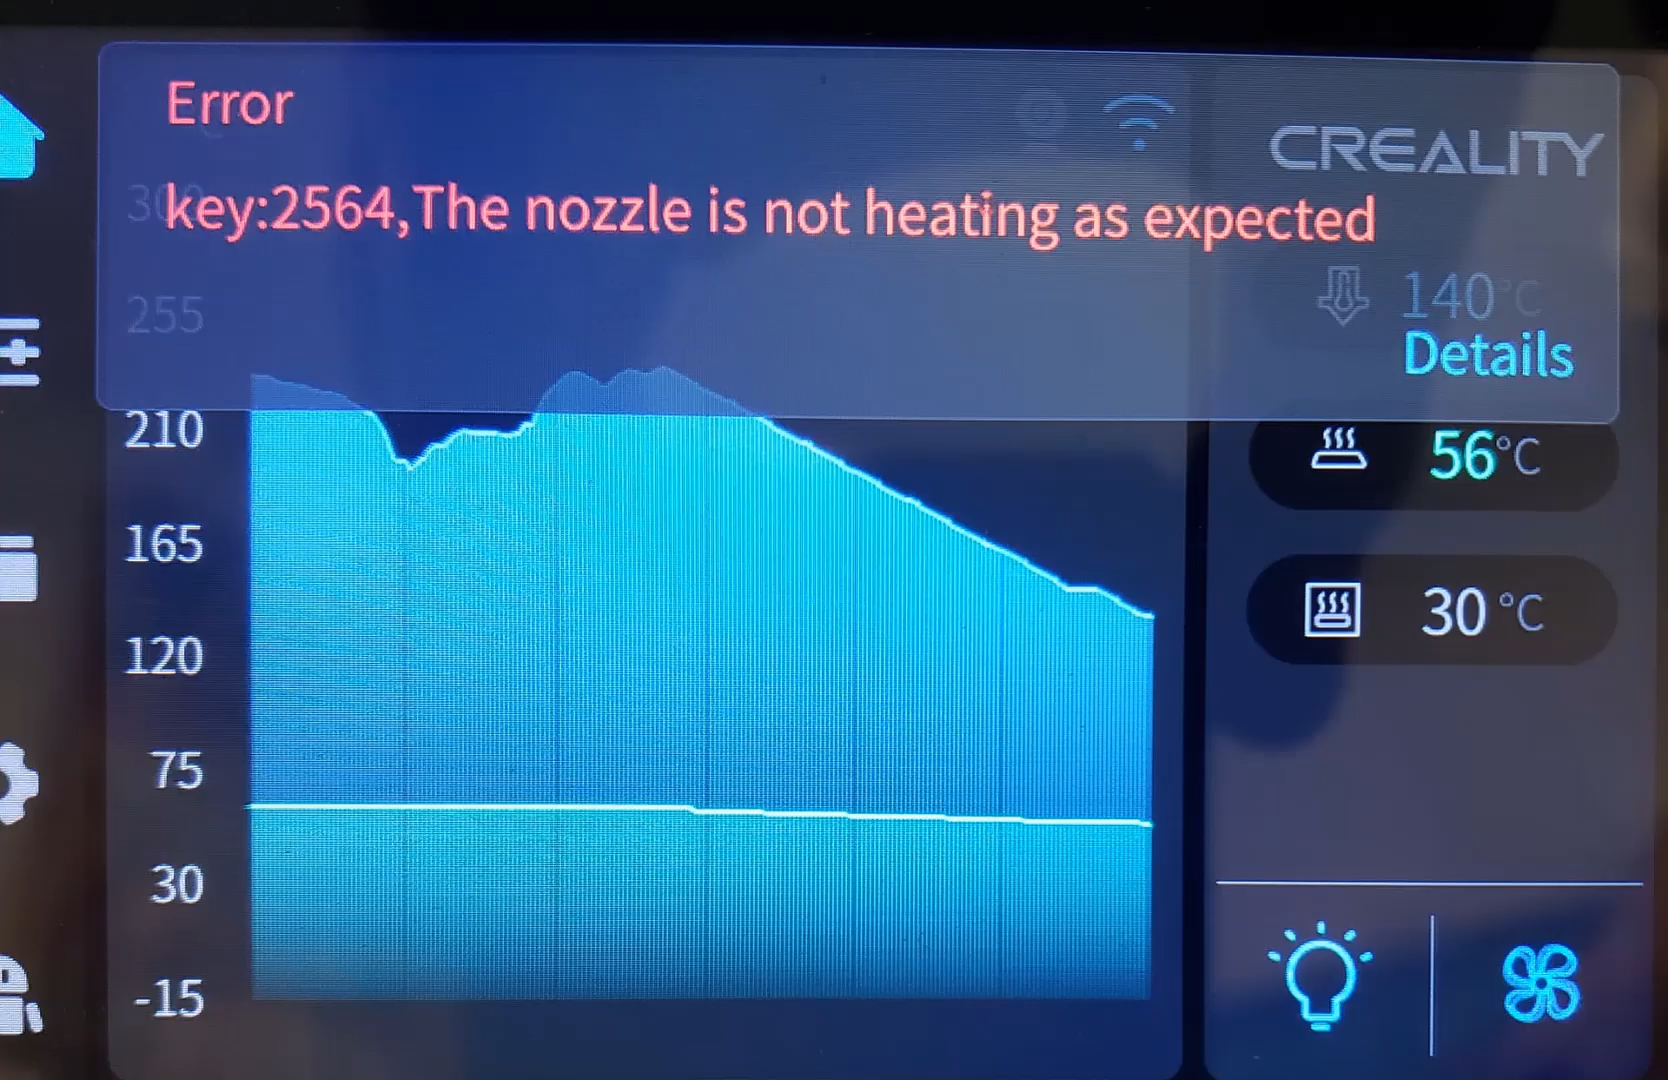 Error
CREALITY
300
key:2564,The nozzle is not heating as expected
255
140°C
Details
210
56°C
165
30 °C
120
75
30
-15